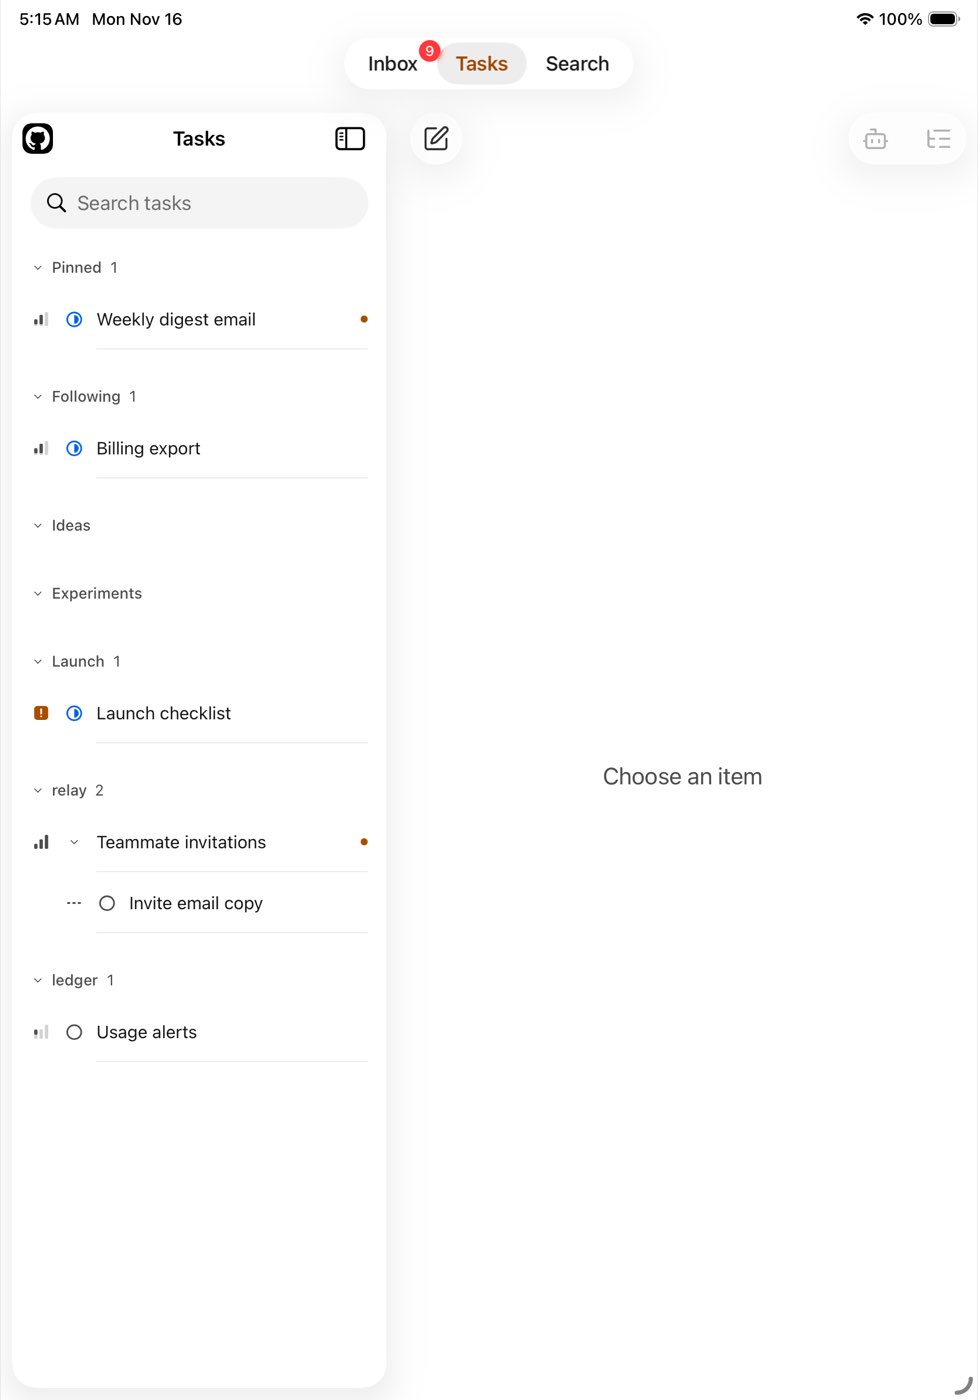 5:15 AM Mon Nov 16
100%
Inbox 9 Tasks Search
Tasks
Search tasks
Pinned 1
Weekly digest email
Following 1
Billing export
Ideas
Experiments
Launch 1
Launch checklist
relay 2
Teammate invitations
Invite email copy
ledger 1
Usage alerts
Choose an item